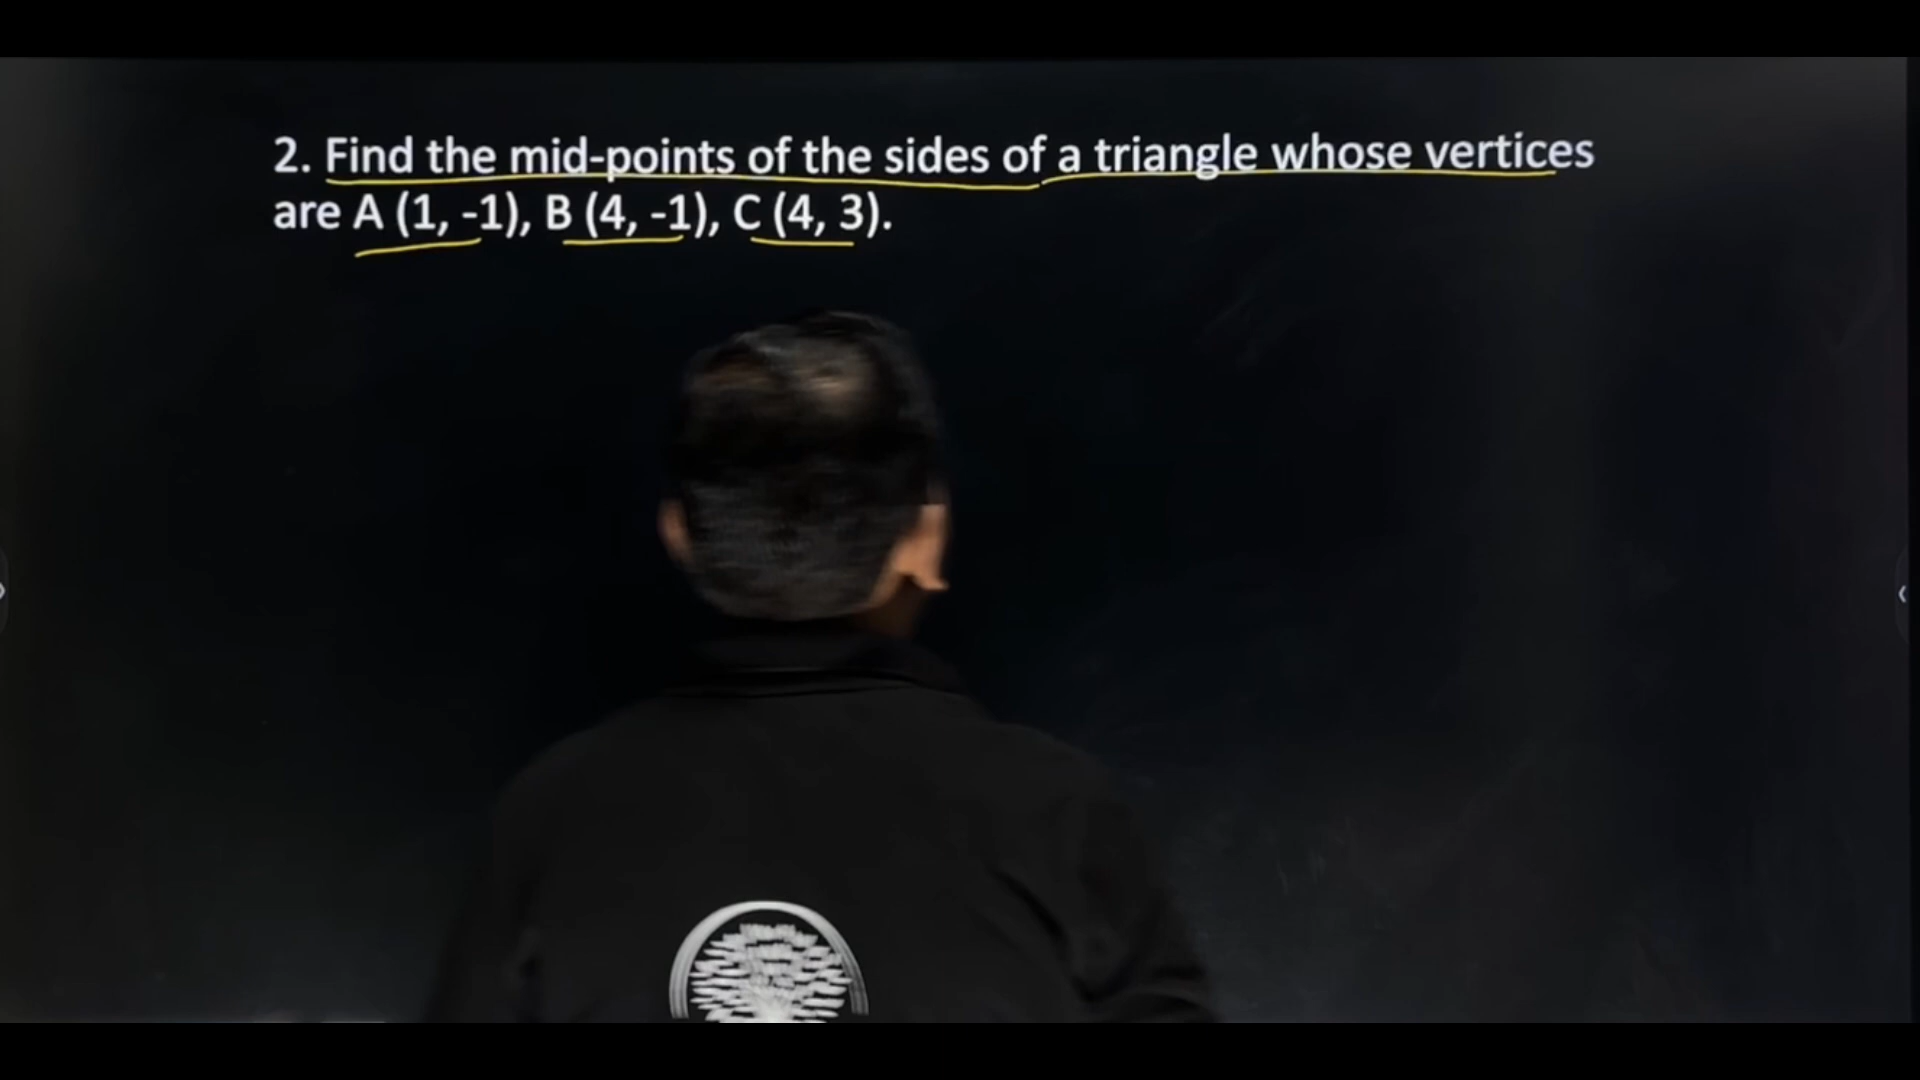 2. Find the mid-points of the sides of a triangle whose vertices
are A (1, -1), B (4, -1), C (4, 3).